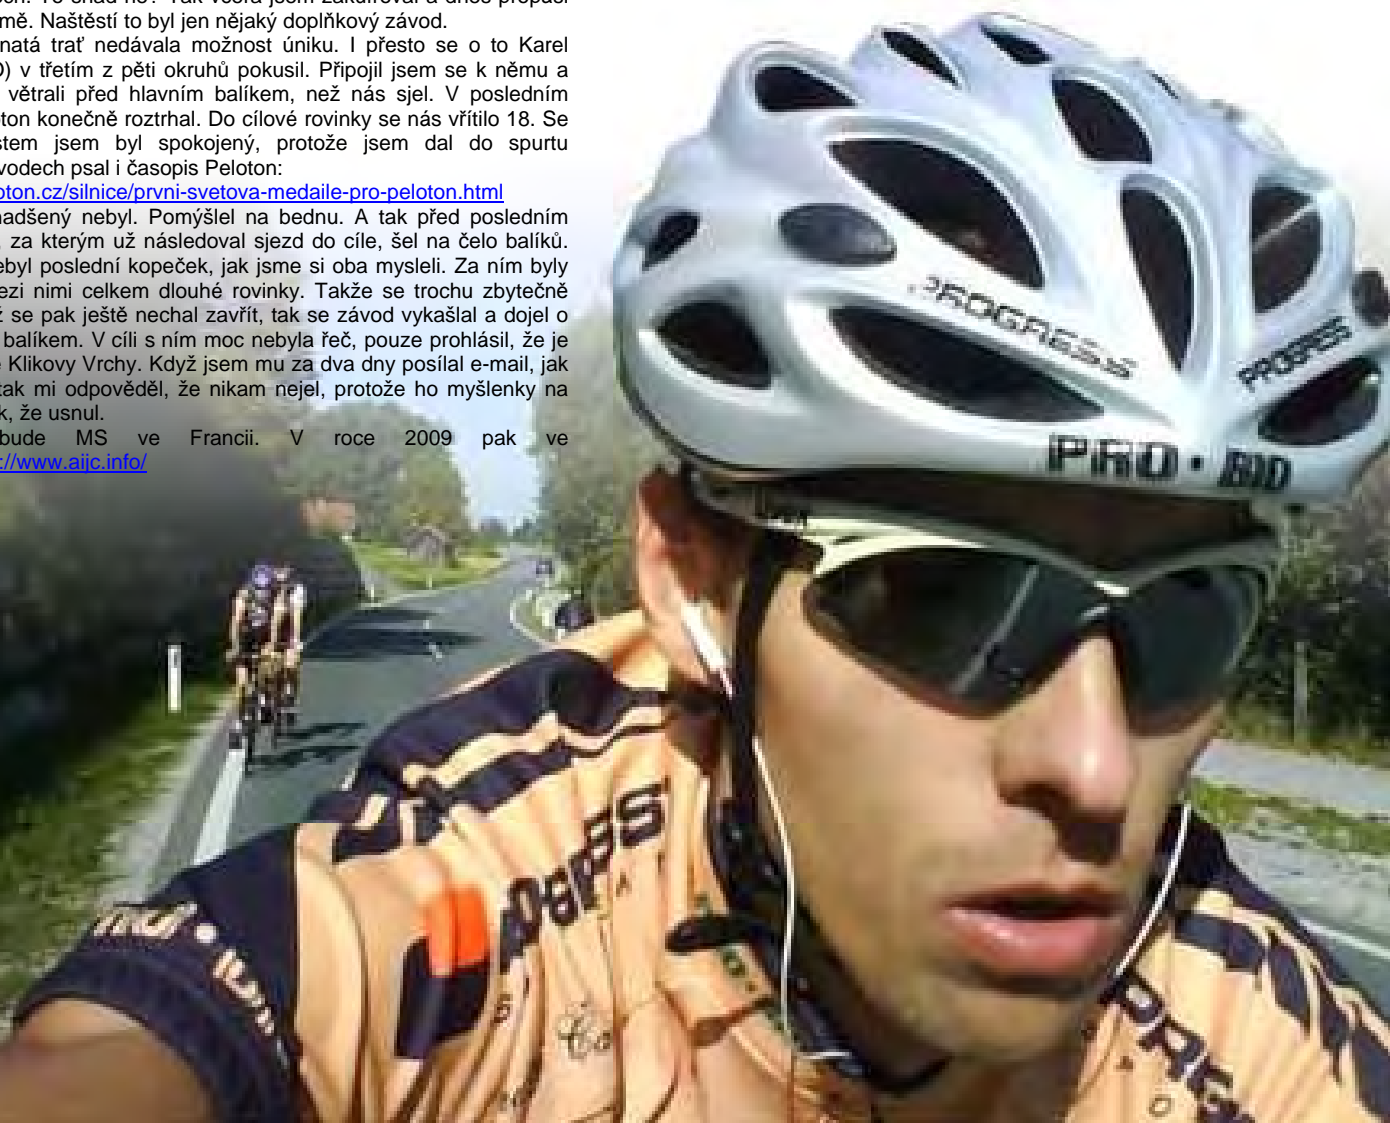 mě. Naštěstí to byl jen nějaký doplňkový závod.
natá trať nedávala možnost úniku. I přesto se o to Karel
) v třetím z pěti okruhů pokusil. Připojil jsem se k němu a
větrali před hlavním balíkem, než nás sjel. V posledním
ton konečně roztrhal. Do cílové rovinky se nás vřítilo 18. Se
stem jsem byl spokojený, protože jsem dal do spurtu
vodech psal i časopis Peloton:
oton.cz/silnice/prvni-svetova-medaile-pro-peloton.html
nadšený nebyl. Pomýšlel na bednu. A tak před posledním
, za kterým už následoval sjezd do cíle, šel na čelo balíků.
ebyl poslední kopeček, jak jsme si oba mysleli. Za ním byly
ezi nimi celkem dlouhé rovinky. Takže se trochu zbytečně
ž se pak ještě nechal zavřít, tak se závod vykašlal a dojel o
balíkem. V cíli s ním moc nebyla řeč, pouze prohlásil, že je
e Klikovy Vrchy. Když jsem mu za dva dny posílal e-mail, jak
tak mi odpověděl, že nikam nejel, protože ho myšlenky na
k, že usnul.
bude MS ve Francii. V roce 2009 pak ve
://www.aijc.info/
PROGRESS
PROGRESS
PRO